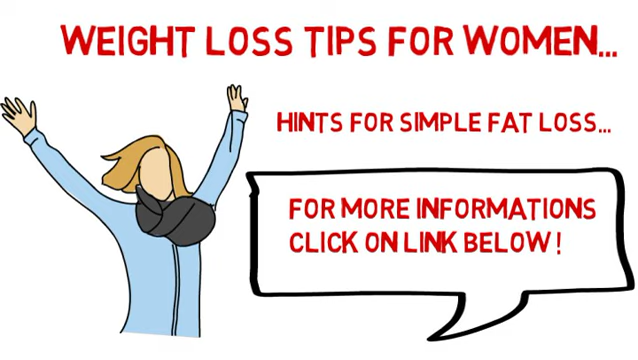 WEIGHT LOSS TIPS FOR WOMEN...
HINTS FOR SIMPLE FAT LOSS...
FOR MORE INFORMATIONS
CLICK ON LINK BELOW!